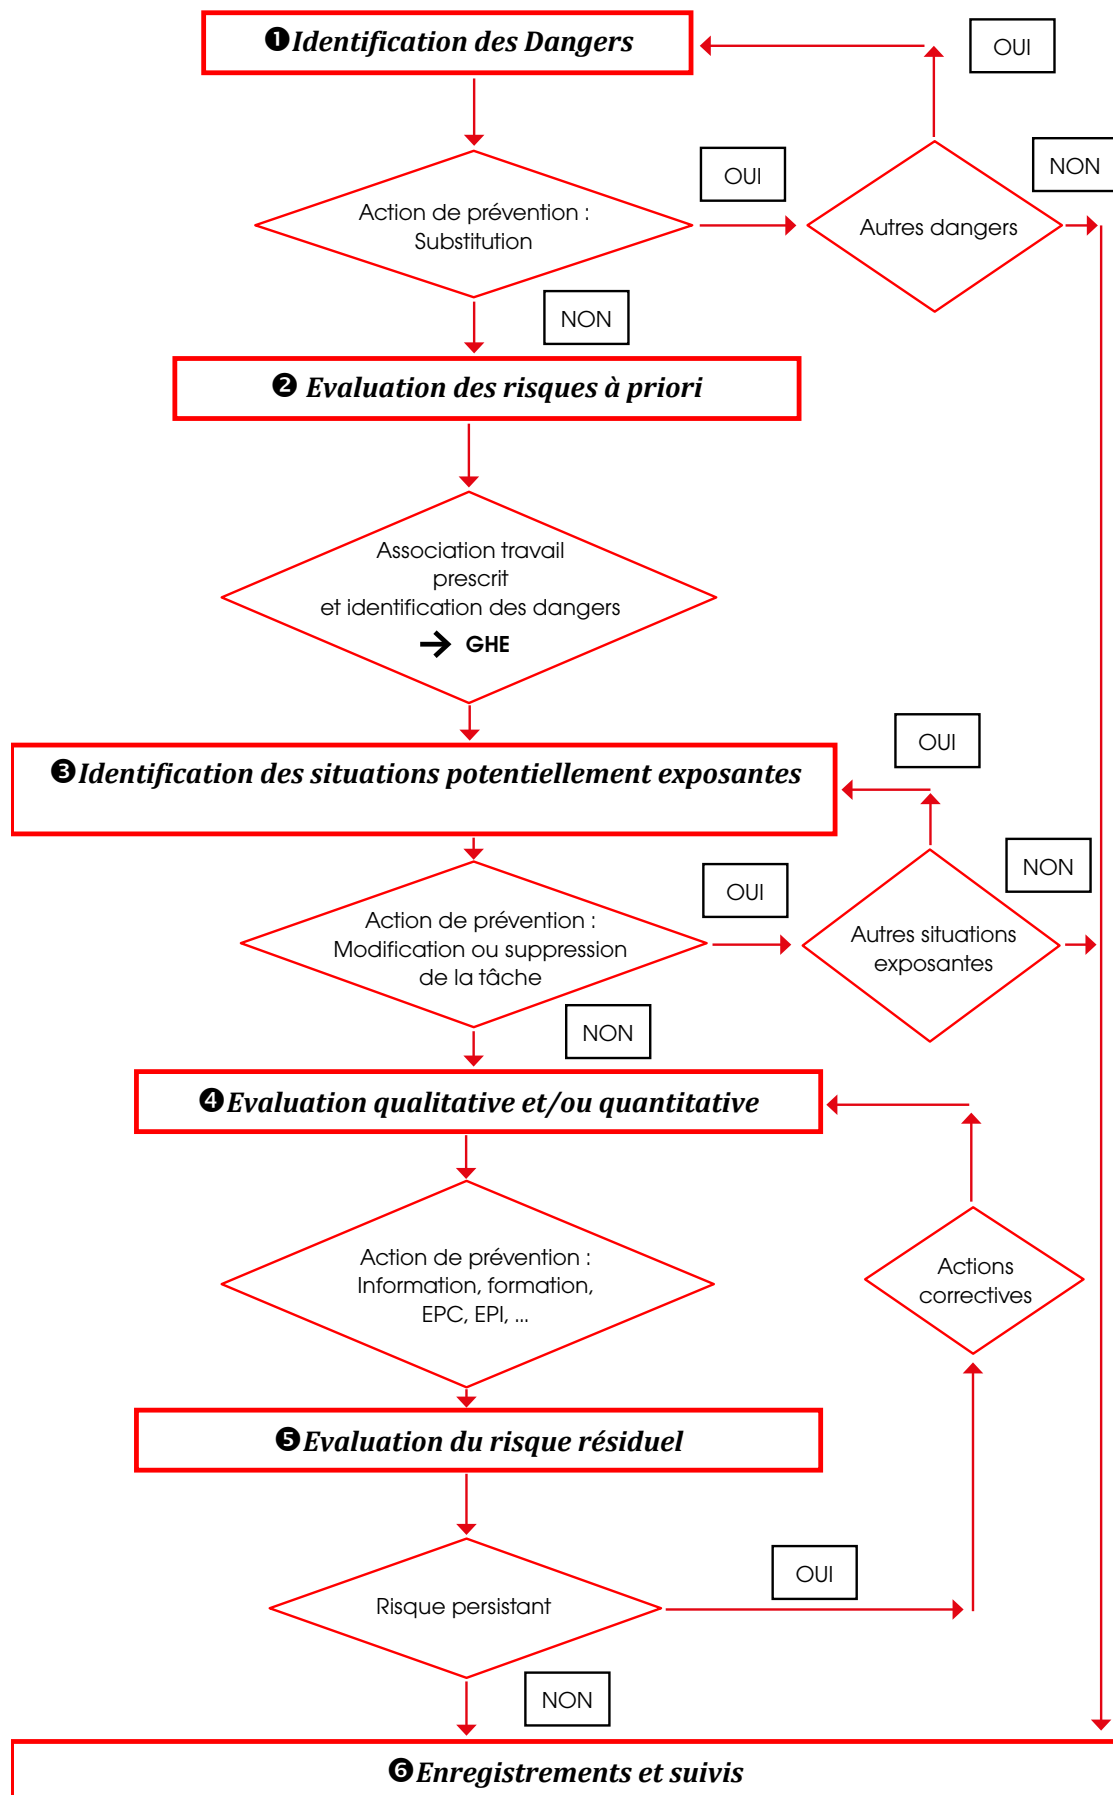 ❶Identification des Dangers
OUI
Action de prévention :
Substitution
OUI
Autres dangers
NON
NON
❷ Evaluation des risques à priori
Association travail
prescrit
et identification des dangers
→ GHE
❸Identification des situations potentiellement exposantes
OUI
Action de prévention :
Modification ou suppression
de la tâche
OUI
Autres situations
exposantes
NON
NON
❹Evaluation qualitative et/ou quantitative
Action de prévention :
Information, formation,
EPC, EPI, ...
Actions
correctives
❺Evaluation du risque résiduel
Risque persistant
OUI
NON
❻Enregistrements et suivis